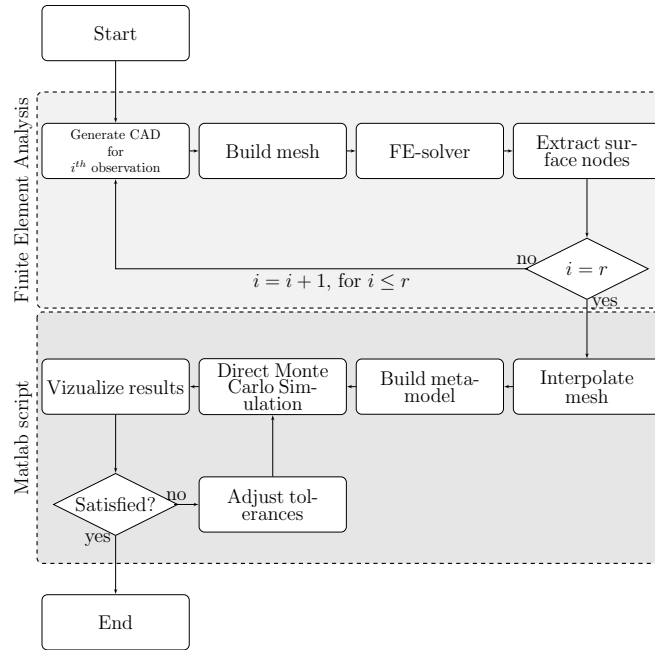 Start
Finite Element Analysis
Generate CAD
for
i^{th} observation
Build mesh
FE-solver
Extract sur-
face nodes
no
i = r
i = i + 1, for i ≤ r
yes
Matlab script
Vizualize results
Direct Monte
Carlo Sim-
ulation
Build meta-
model
Interpolate
mesh
Satisfied?
no
Adjust tol-
erances
yes
End